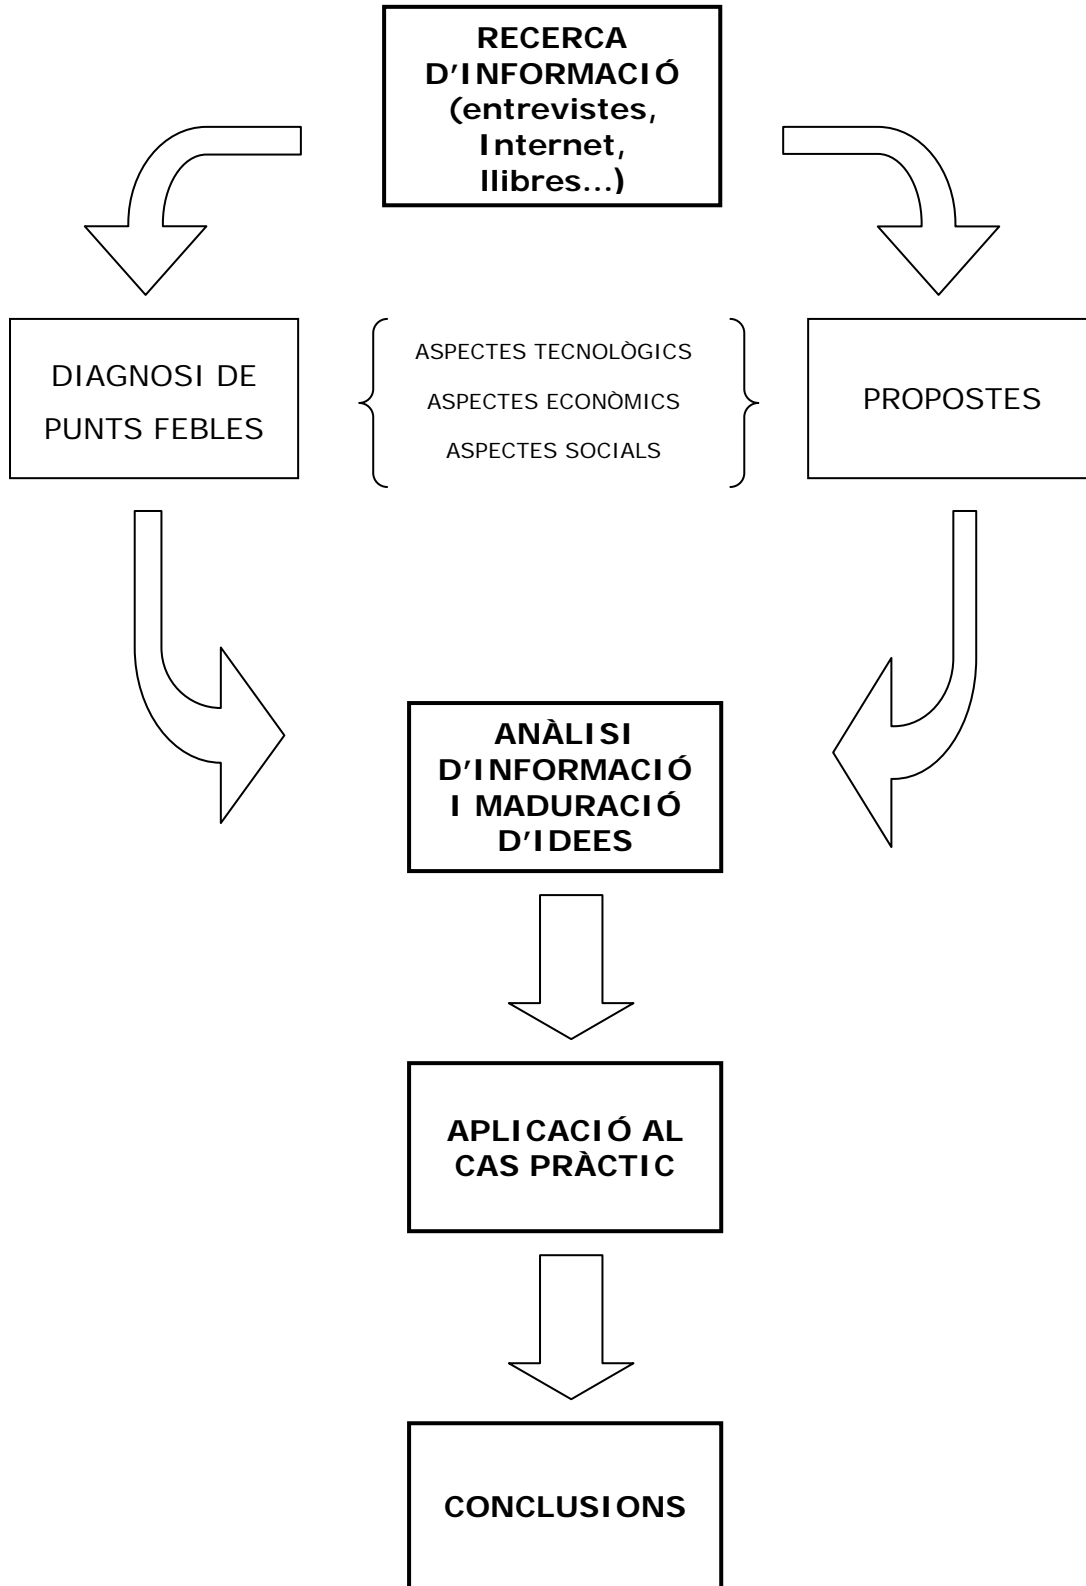 RECERCA
D'INFORMACIÓ
(entrevistes,
Internet,
llibres...)
DIAGNOSI DE
PUNTS FEBLES
ASPECTES TECNOLÒGICS
ASPECTES ECONÒMICS
ASPECTES SOCIALS
PROPOSTES
ANÀLISI
D'INFORMACIÓ
I MADURACIÓ
D'IDEES
APLICACIÓ AL
CAS PRÀCTIC
CONCLUSIONS